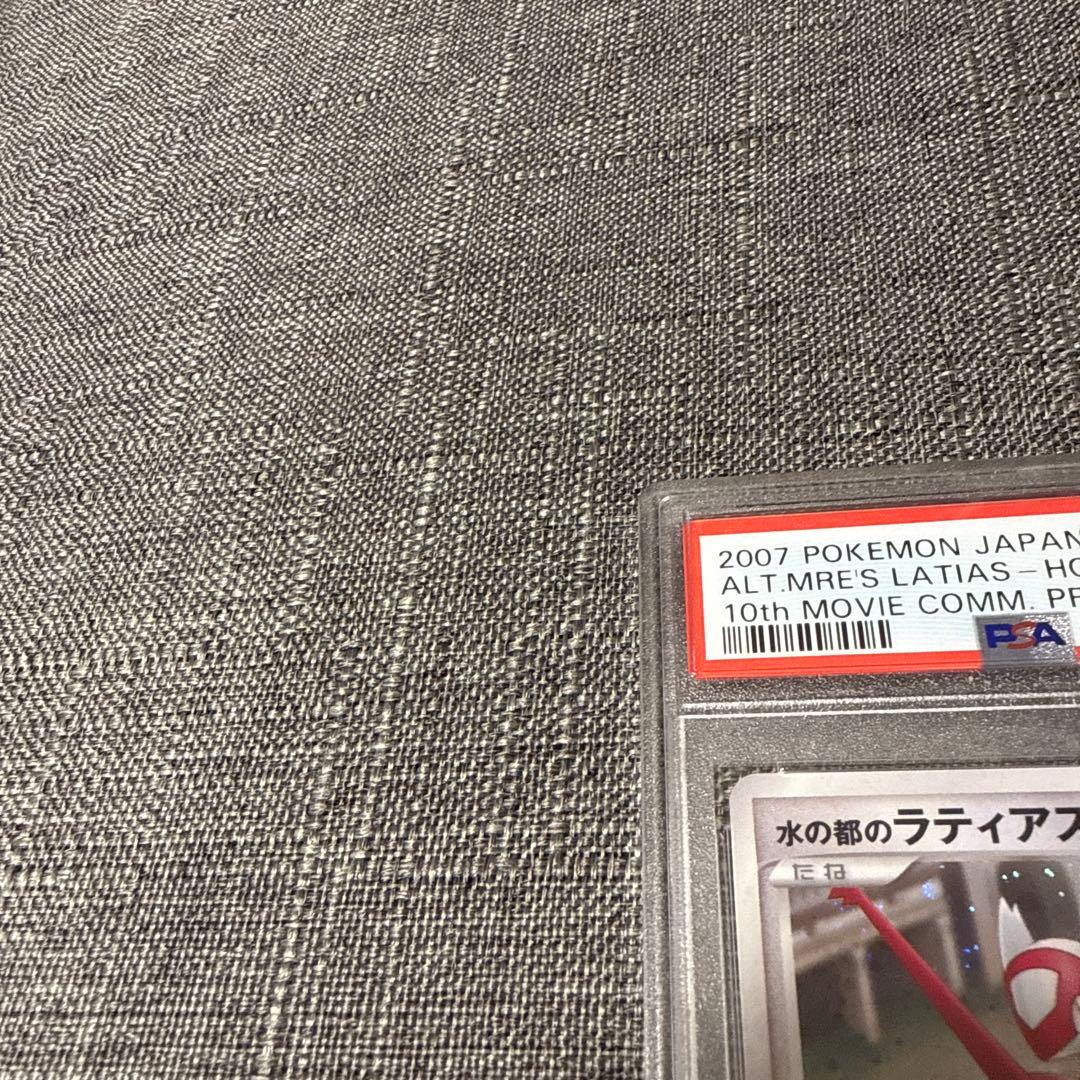 2007 POKEMON JAPAN
ALT.MRE'S LATIAS - HO
10th MOVIE COMM. PR
PSA
水の都のラティアス
たね